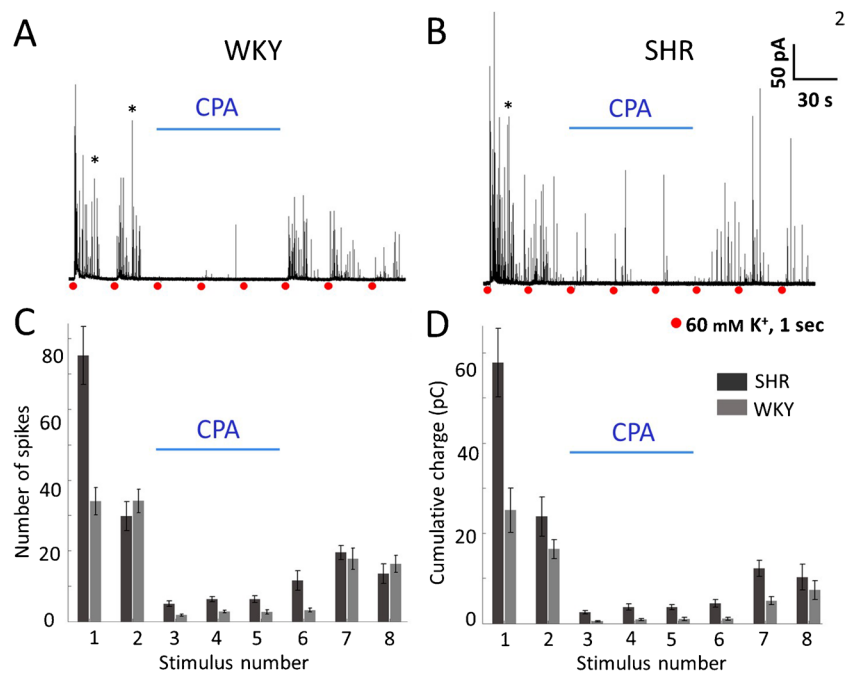 2
A
WKY
CPA
*
*
B
SHR
CPA
*
50 pA
30 s
C
Number of spikes
80
60
40
20
0
CPA
1 2 3 4 5 6 7 8
Stimulus number
D
60 mM K⁺, 1 sec
Cumulative charge (pC)
60
40
20
0
SHR
WKY
CPA
1 2 3 4 5 6 7 8
Stimulus number